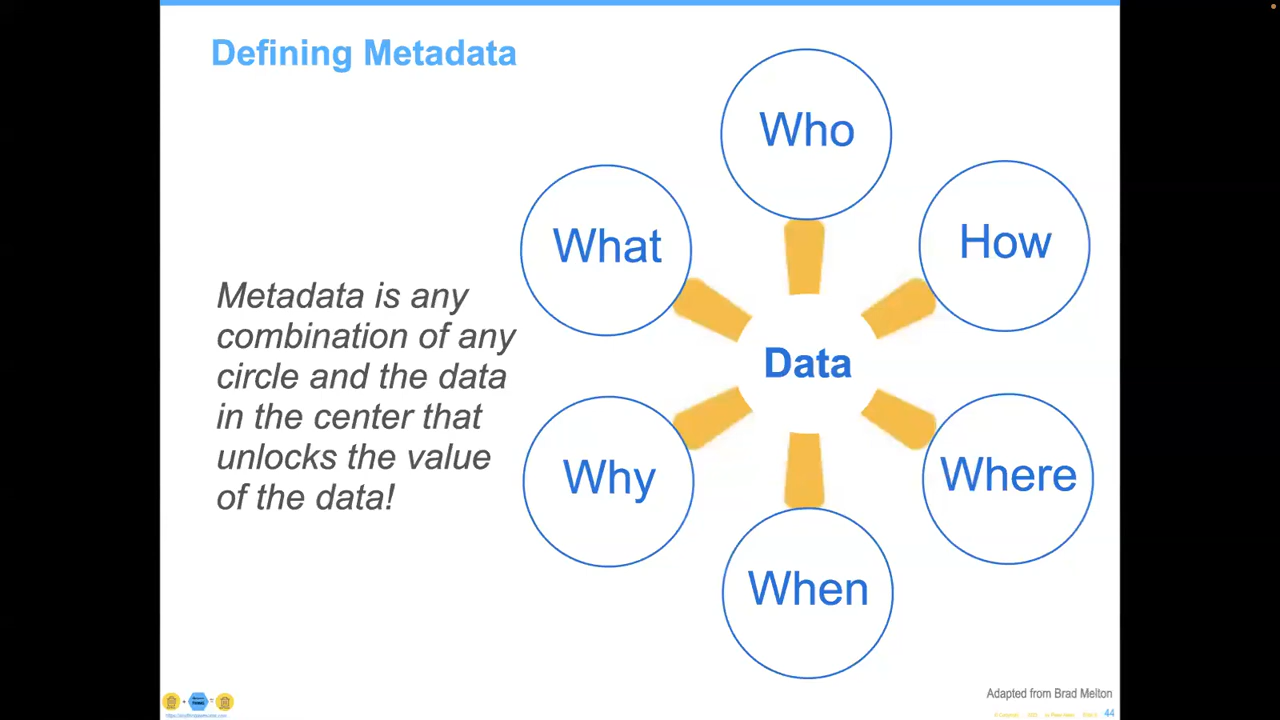 Defining Metadata
Who
What
How
Metadata is any
combination of any
circle and the data
in the center that
unlocks the value
of the data!
Data
Why
Where
When
Adapted from Brad Melton
44